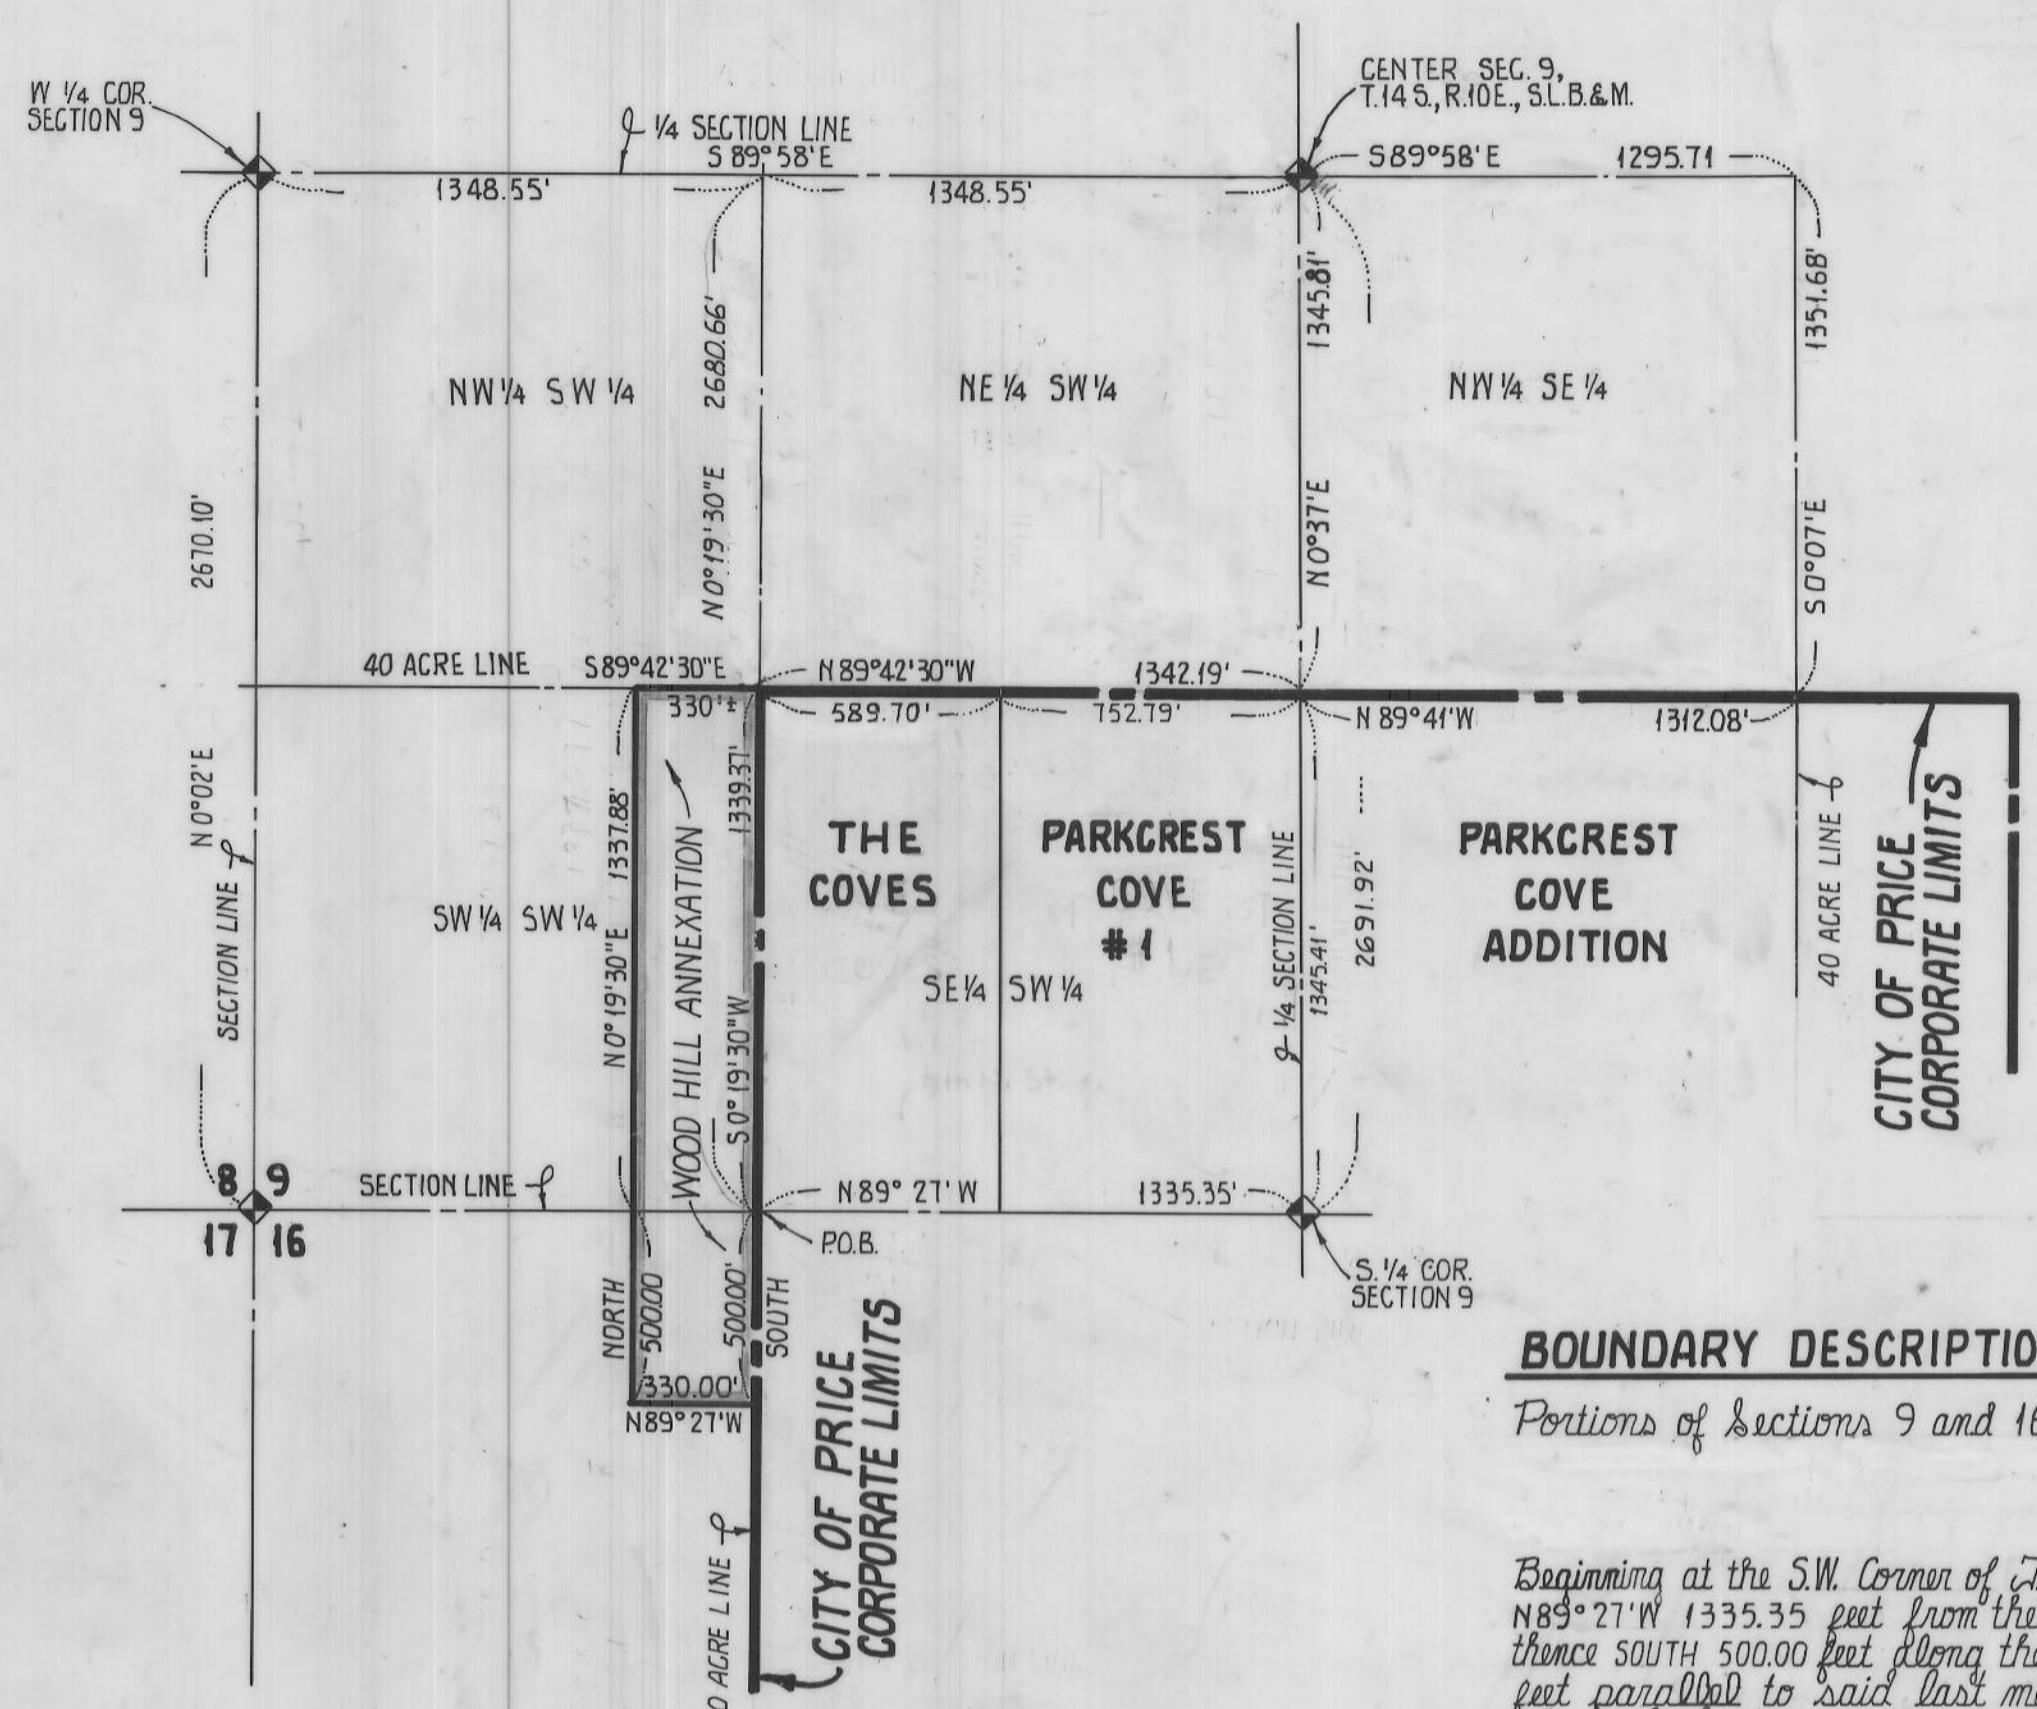 W 1/4 COR.
SECTION 9
1/4 SECTION LINE
S 89°58'E
CENTER SEC. 9,
T.14 S., R.10E., S.L.B.&M.
S89°58'E 1295.71
1348.55'
1348.55'
2680.66'
N0°19'30"E
1345.81'
N0°37'E
1351.68'
S0°07'E
NW 1/4 SW 1/4
NE 1/4 SW 1/4
NW 1/4 SE 1/4
2670.10'
N0°02'E
SECTION LINE
40 ACRE LINE
S89°42'30"E
N89°42'30"W 1342.19'
330'±
589.70'
752.79'
N 89°41'W
1312.08'
1337.88'
N0°19'30"E
WOOD HILL ANNEXATION
1339.37'
S0°19'30"W
THE
COVES
PARKCREST
COVE
#1
PARKCREST
COVE
ADDITION
SW 1/4 SW 1/4
SE 1/4 SW 1/4
1/4 SECTION LINE
1345.41'
2691.92'
40 ACRE LINE
CITY OF PRICE
CORPORATE LIMITS
8 9
17 16
SECTION LINE
N89°27'W 1335.35'
P.O.B.
S. 1/4 COR.
SECTION 9
NORTH
500.00
500.00'
SOUTH
330.00'
N89°27'W
CITY OF PRICE
CORPORATE LIMITS
0 ACRE LINE
BOUNDARY DESCRIPTIO
Portions of Sections 9 and 16
Beginning at the S.W. Corner of
N89°27'W 1335.35 feet from the
thence SOUTH 500.00 feet along the
feet parallel to said last